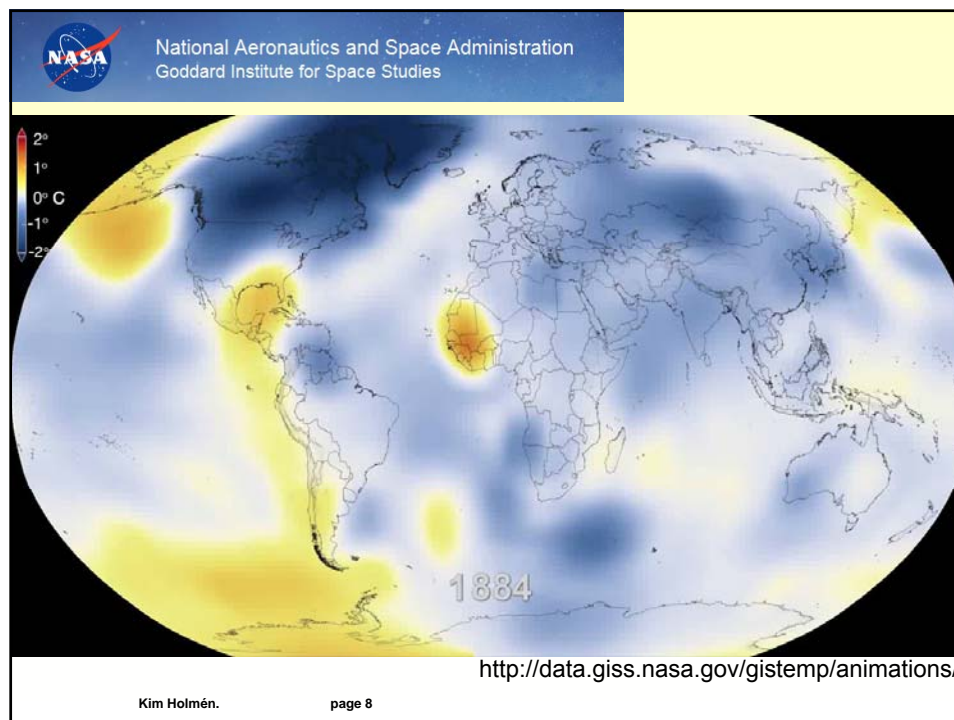 NASA
National Aeronautics and Space Administration
Goddard Institute for Space Studies
2°
1°
0° C
-1°
-2°
1884
http://data.giss.nasa.gov/gistemp/animations/
Kim Holmén. page 8